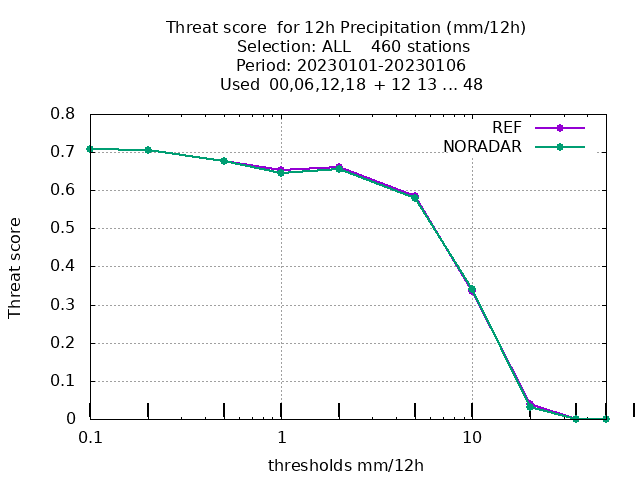 Threat score  for 12h Precipitation (mm/12h)
Selection: ALL    460 stations
Period: 20230101-20230106
Used  00,06,12,18  + 12 13 ... 48
REF
NORADAR
0.8
0.7
0.6
0.5
0.4
0.3
0.2
0.1
0
Threat score
0.1 1 10
thresholds mm/12h